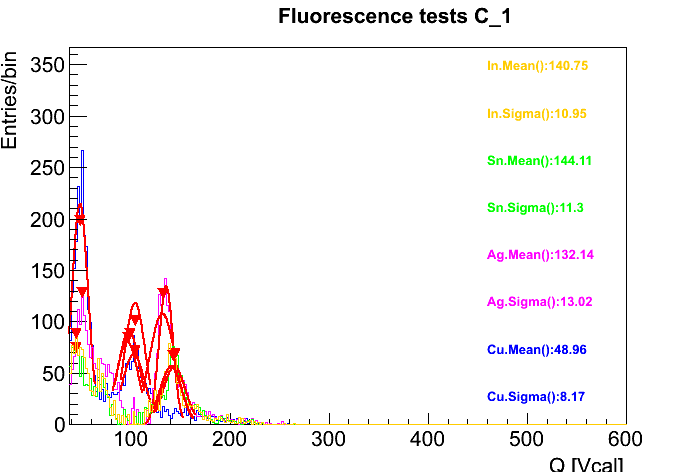 Fluorescence tests C_1
Entries/bin
350
300
250
200
150
100
50
0
In.Mean():140.75
In.Sigma():10.95
Sn.Mean():144.11
Sn.Sigma():11.3
Ag.Mean():132.14
Ag.Sigma():13.02
Cu.Mean():48.96
Cu.Sigma():8.17
100 200 300 400 500 600
Q [Vcal]